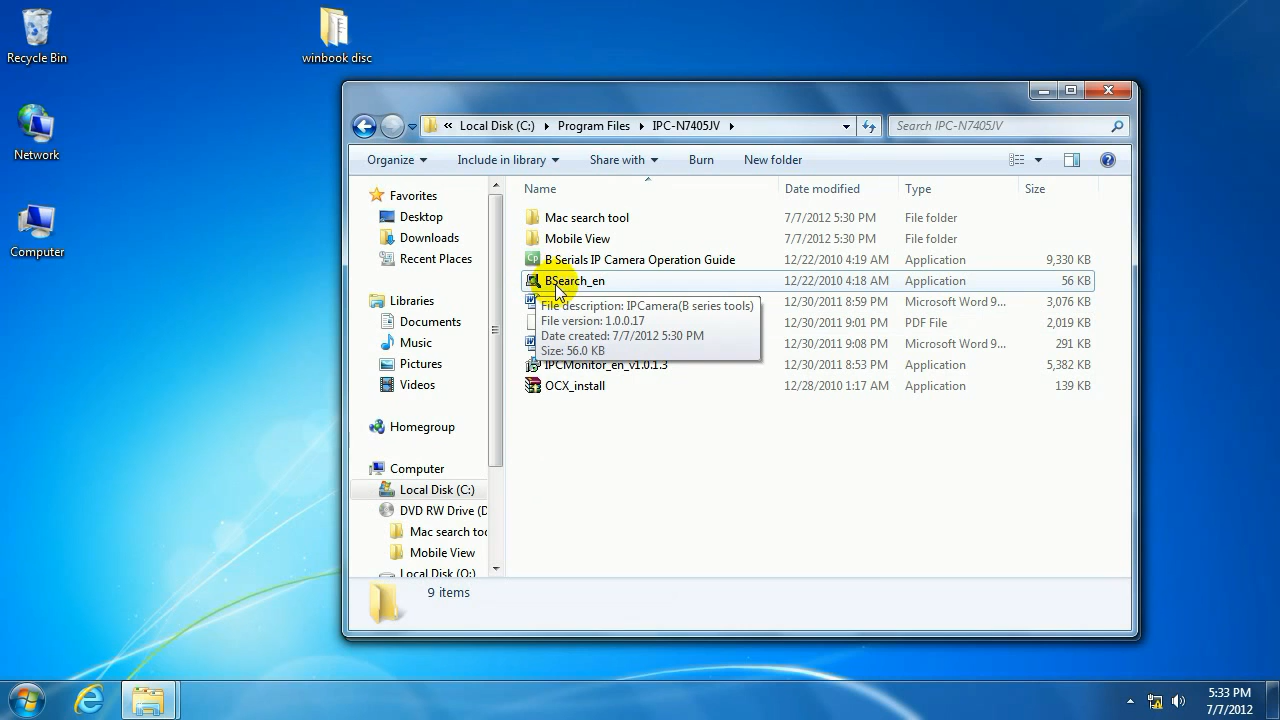 Recycle Bin
winbook disc
Network
Computer
« Local Disk (C:) Program Files IPC-N7405JV
Search IPC-N7405JV
Organize Include in library Share with Burn New folder
Name Date modified Type Size
Favorites
Desktop
Downloads
Recent Places
Libraries
Documents
Music
Pictures
Videos
Homegroup
Computer
Local Disk (C:)
DVD RW Drive (D
Mac search too
Mobile View
Local Disk (Q:)
Mac search tool 7/7/2012 5:30 PM File folder
Mobile View 7/7/2012 5:30 PM File folder
B Serials IP Camera Operation Guide 12/22/2010 4:19 AM Application 9,330 KB
BSearch_en 12/22/2010 4:18 AM Application 56 KB
12/30/2011 8:59 PM Microsoft Word 9... 3,076 KB
12/30/2011 9:01 PM PDF File 2,019 KB
12/30/2011 9:08 PM Microsoft Word 9... 291 KB
IPCMonitor_en_v1.0.1.3 12/30/2011 8:53 PM Application 5,382 KB
OCX_install 12/28/2010 1:17 AM Application 139 KB
File description: IPCamera(B series tools)
File version: 1.0.0.17
Date created: 7/7/2012 5:30 PM
Size: 56.0 KB
9 items
5:33 PM
7/7/2012